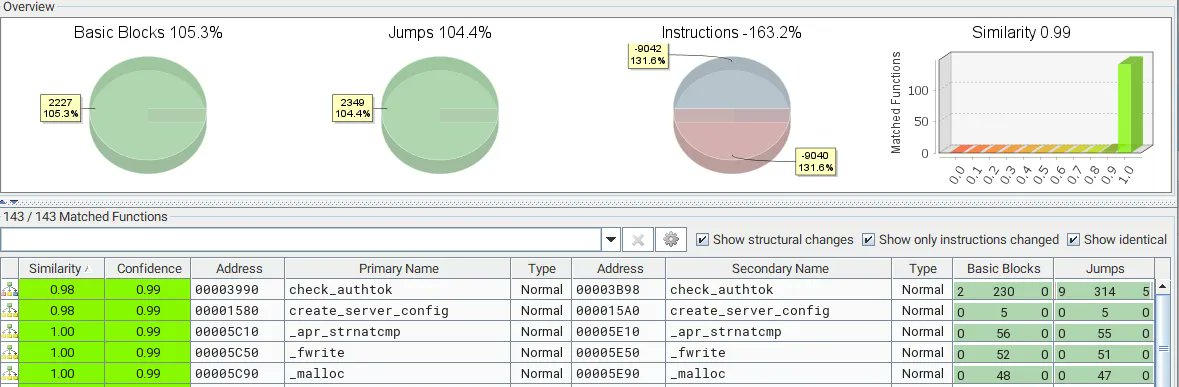 Overview
Basic Blocks 105.3% Jumps 104.4% Instructions -163.2% Similarity 0.99
-9042
131.6%
2227
105.3%
2349
104.4%
-9040
131.6%
Matched Functions
100
50
0
0.0 0.1 0.2 0.3 0.4 0.5 0.6 0.7 0.8 0.9 1.0
143 / 143 Matched Functions
Show structural changes Show only instructions changed Show identical
Similarity Confidence Address Primary Name Type Address Secondary Name Type Basic Blocks Jumps
0.98 0.99 00003990 check_authtok Normal 00003B98 check_authtok Normal 2 230 0 9 314 5
0.98 0.99 00001580 create_server_config Normal 000015A0 create_server_config Normal 0 5 0 0 5 0
1.00 0.99 00005C10 _apr_strnatcmp Normal 00005E10 _apr_strnatcmp Normal 0 56 0 0 55 0
1.00 0.99 00005C50 _fwrite Normal 00005E50 _fwrite Normal 0 52 0 0 51 0
1.00 0.99 00005C90 _malloc Normal 00005E90 _malloc Normal 0 48 0 0 47 0